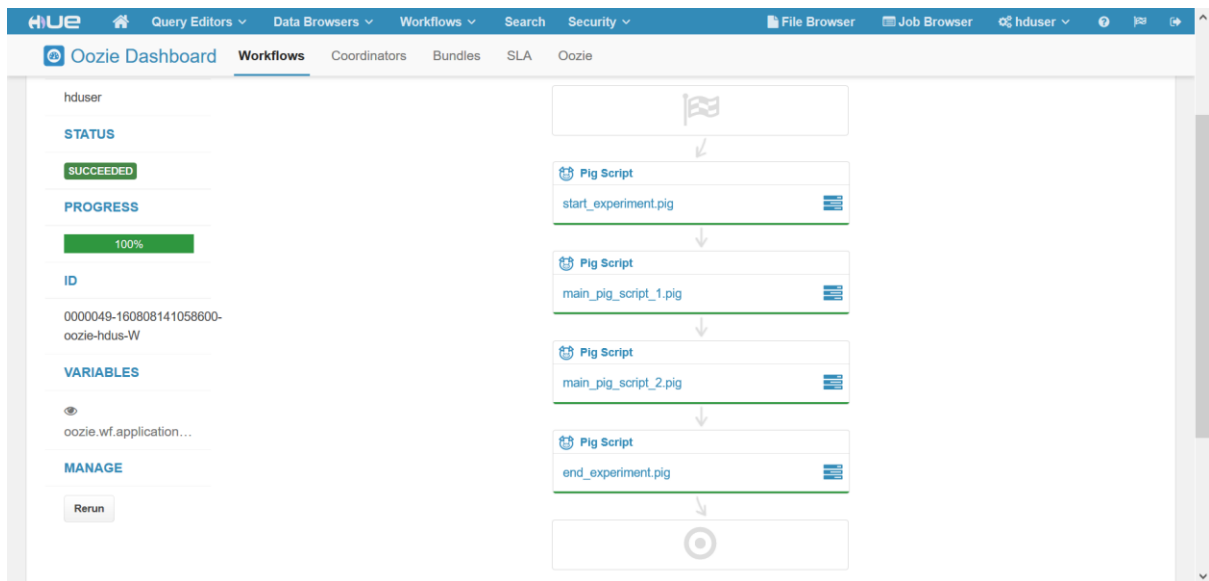 HUE Query Editors Data Browsers Workflows Search Security File Browser Job Browser hduser
Oozie Dashboard Workflows Coordinators Bundles SLA Oozie
hduser
STATUS
SUCCEEDED
PROGRESS
100%
ID
0000049-160808141058600-
oozie-hdus-W
VARIABLES
oozie.wf.application…
MANAGE
Rerun
Pig Script
start_experiment.pig
Pig Script
main_pig_script_1.pig
Pig Script
main_pig_script_2.pig
Pig Script
end_experiment.pig